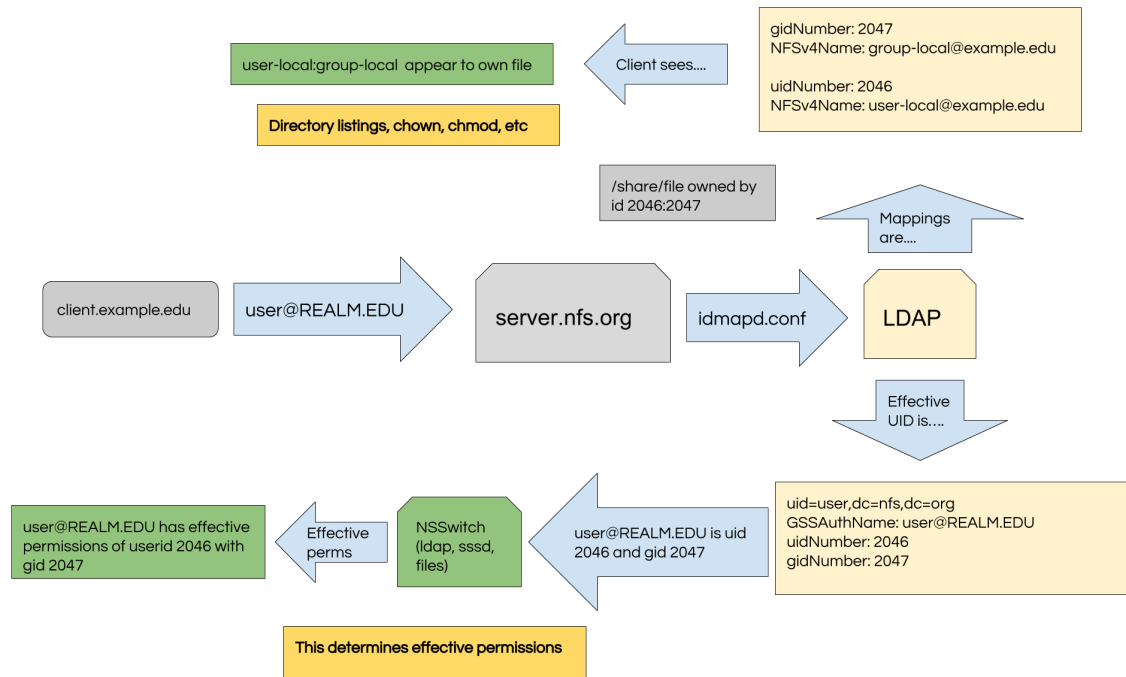 gidNumber: 2047
NFSv4Name: group-local@example.edu
uidNumber: 2046
NFSv4Name: user-local@example.edu
Client sees....
user-local:group-local appear to own file
Directory listings, chown, chmod, etc
/share/file owned by
id 2046:2047
Mappings
are....
client.example.edu
user@REALM.EDU
server.nfs.org
idmapd.conf
LDAP
Effective
UID is....
uid=user,dc=nfs,dc=org
GSSAuthName: user@REALM.EDU
uidNumber: 2046
gidNumber: 2047
user@REALM.EDU is uid
2046 and gid 2047
NSSwitch
(ldap, sssd,
files)
Effective
perms
user@REALM.EDU has effective
permissions of userid 2046 with
gid 2047
This determines effective permissions